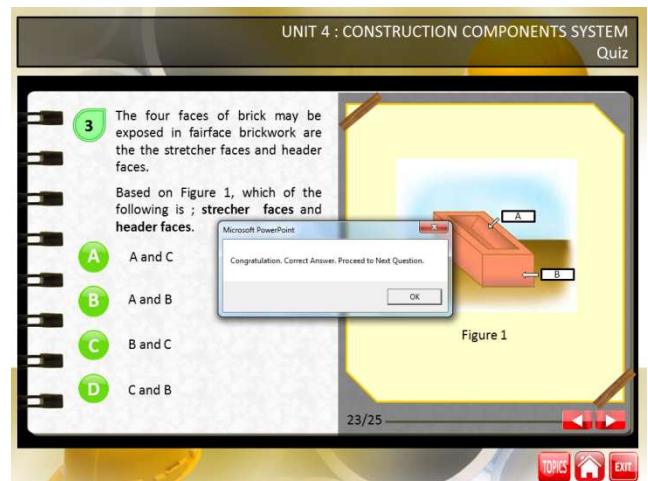 UNIT 4 : CONSTRUCTION COMPONENTS SYSTEM
Quiz
3
The four faces of brick may be
exposed in fairface brickwork are
the the stretcher faces and header
faces.
Based on Figure 1, which of the
following is ; strecher faces and
header faces.
A
A and C
B
A and B
C
B and C
D
C and B
Microsoft PowerPoint
Congratulation. Correct Answer. Proceed to Next Question.
OK
A
B
Figure 1
23/25
TOPICS
EXIT